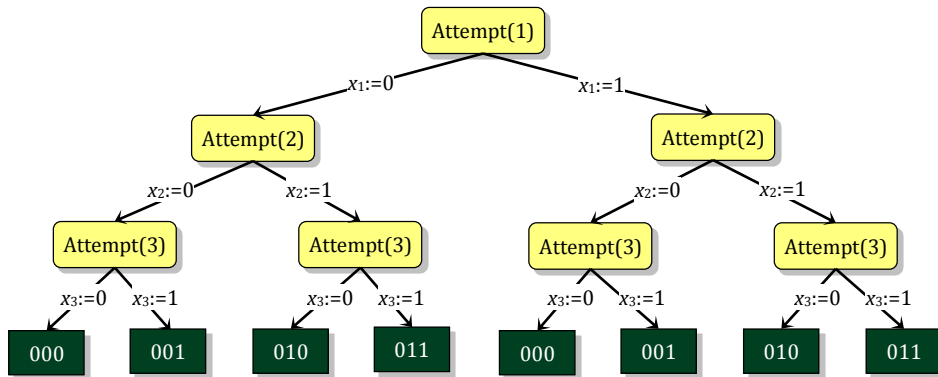 Attempt(1)
x₁:=0
x₁:=1
Attempt(2)
Attempt(2)
x₂:=0
x₂:=1
x₂:=0
x₂:=1
Attempt(3)
Attempt(3)
Attempt(3)
Attempt(3)
x₃:=0
x₃:=1
x₃:=0
x₃:=1
x₃:=0
x₃:=1
x₃:=0
x₃:=1
000
001
010
011
000
001
010
011